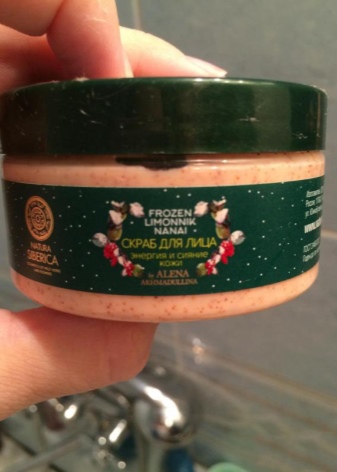 NATURA
SIBERICA
FROZEN
LIMONNIK
NANAI
СКРАБ ДЛЯ ЛИЦА
энергия и сияние
кожи
by ALENA
AKHMADULLINA